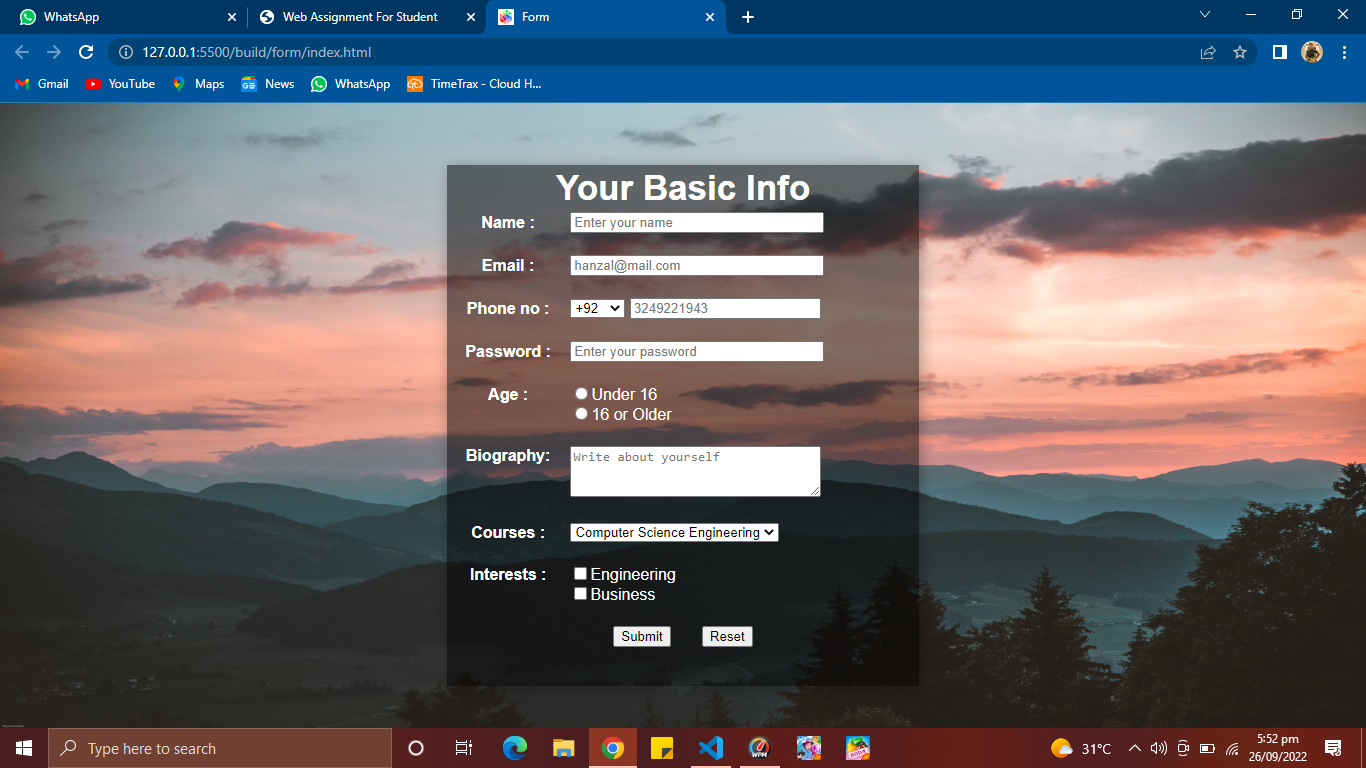 WhatsApp
Web Assignment For Student
Form
127.0.0.1:5500/build/form/index.html
Gmail
YouTube
Maps
News
WhatsApp
TimeTrax - Cloud H...
Your Basic Info
Name :
Enter your name
Email :
hanzal@mail.com
Phone no :
+92
3249221943
Password :
Enter your password
Age :
Under 16
16 or Older
Biography:
Write about yourself
Courses :
Computer Science Engineering
Interests :
Engineering
Business
Submit
Reset
Type here to search
WPM
31°C
5:52 pm
26/09/2022